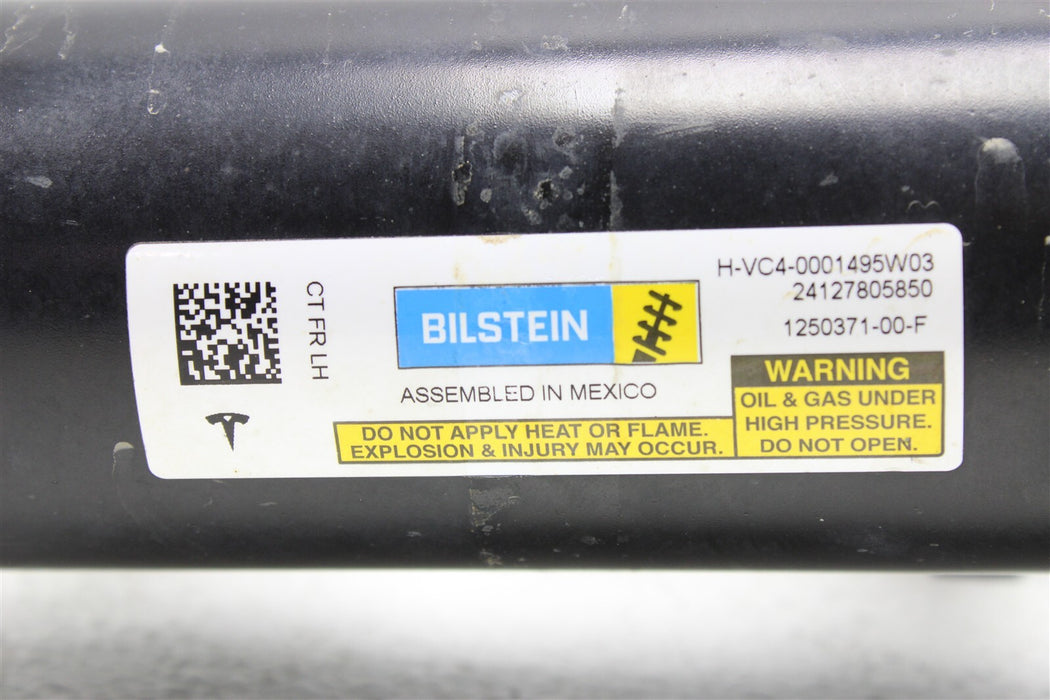 CT FR LH
BILSTEIN
ASSEMBLED IN MEXICO
H-VC4-0001495W03
24127805850
1250371-00-F
DO NOT APPLY HEAT OR FLAME.
EXPLOSION & INJURY MAY OCCUR.
WARNING
OIL & GAS UNDER
HIGH PRESSURE.
DO NOT OPEN.